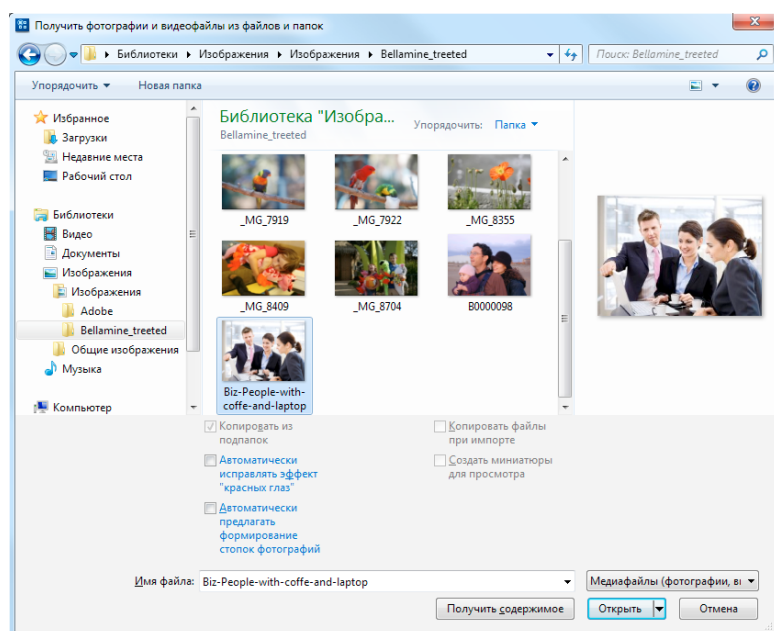 Получить фотографии и видеофайлы из файлов и папок
Библиотеки ▸ Изображения ▸ Изображения ▸ Bellamine_treeted
Поиск: Bellamine_treeted
Упорядочить
Новая папка
Избранное
Загрузки
Недавние места
Рабочий стол
Библиотеки
Видео
Документы
Изображения
Изображения
Adobe
Bellamine_treeted
Общие изображения
Музыка
Компьютер
Библиотека "Изобра...
Bellamine_treeted
Упорядочить: Папка
_MG_7919
_MG_7922
_MG_8355
_MG_8409
_MG_8704
B0000098
Biz-People-with-
coffe-and-laptop
Копировать из
подпапок
Автоматически
исправлять эффект
"красных глаз"
Автоматически
предлагать
формирование
стопок фотографий
Копировать файлы
при импорте
Создать миниатюры
для просмотра
Имя файла: Biz-People-with-coffe-and-laptop
Медиафайлы (фотографии, ви
Получить содержимое
Открыть
Отмена